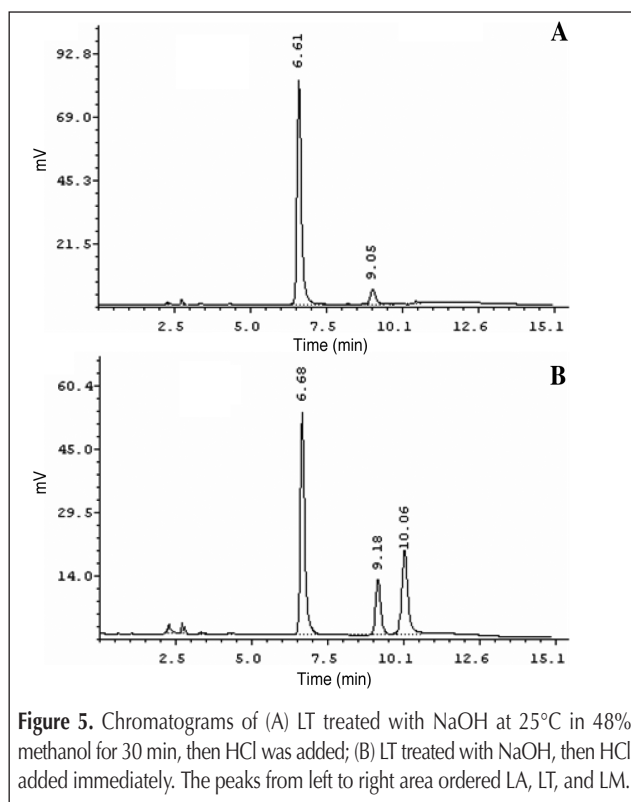 A
92.8
69.0
45.3
21.5
mV
6.61
9.05
2.5 5.0 7.5 10.1 12.6 15.1
Time (min)
B
60.4
45.0
29.5
14.0
mV
6.68
9.18
10.06
2.5 5.0 7.5 10.1 12.6 15.1
Time (min)
Figure 5. Chromatograms of (A) LT treated with NaOH at 25°C in 48%
methanol for 30 min, then HCl was added; (B) LT treated with NaOH, then HCl
added immediately. The peaks from left to right area ordered LA, LT, and LM.